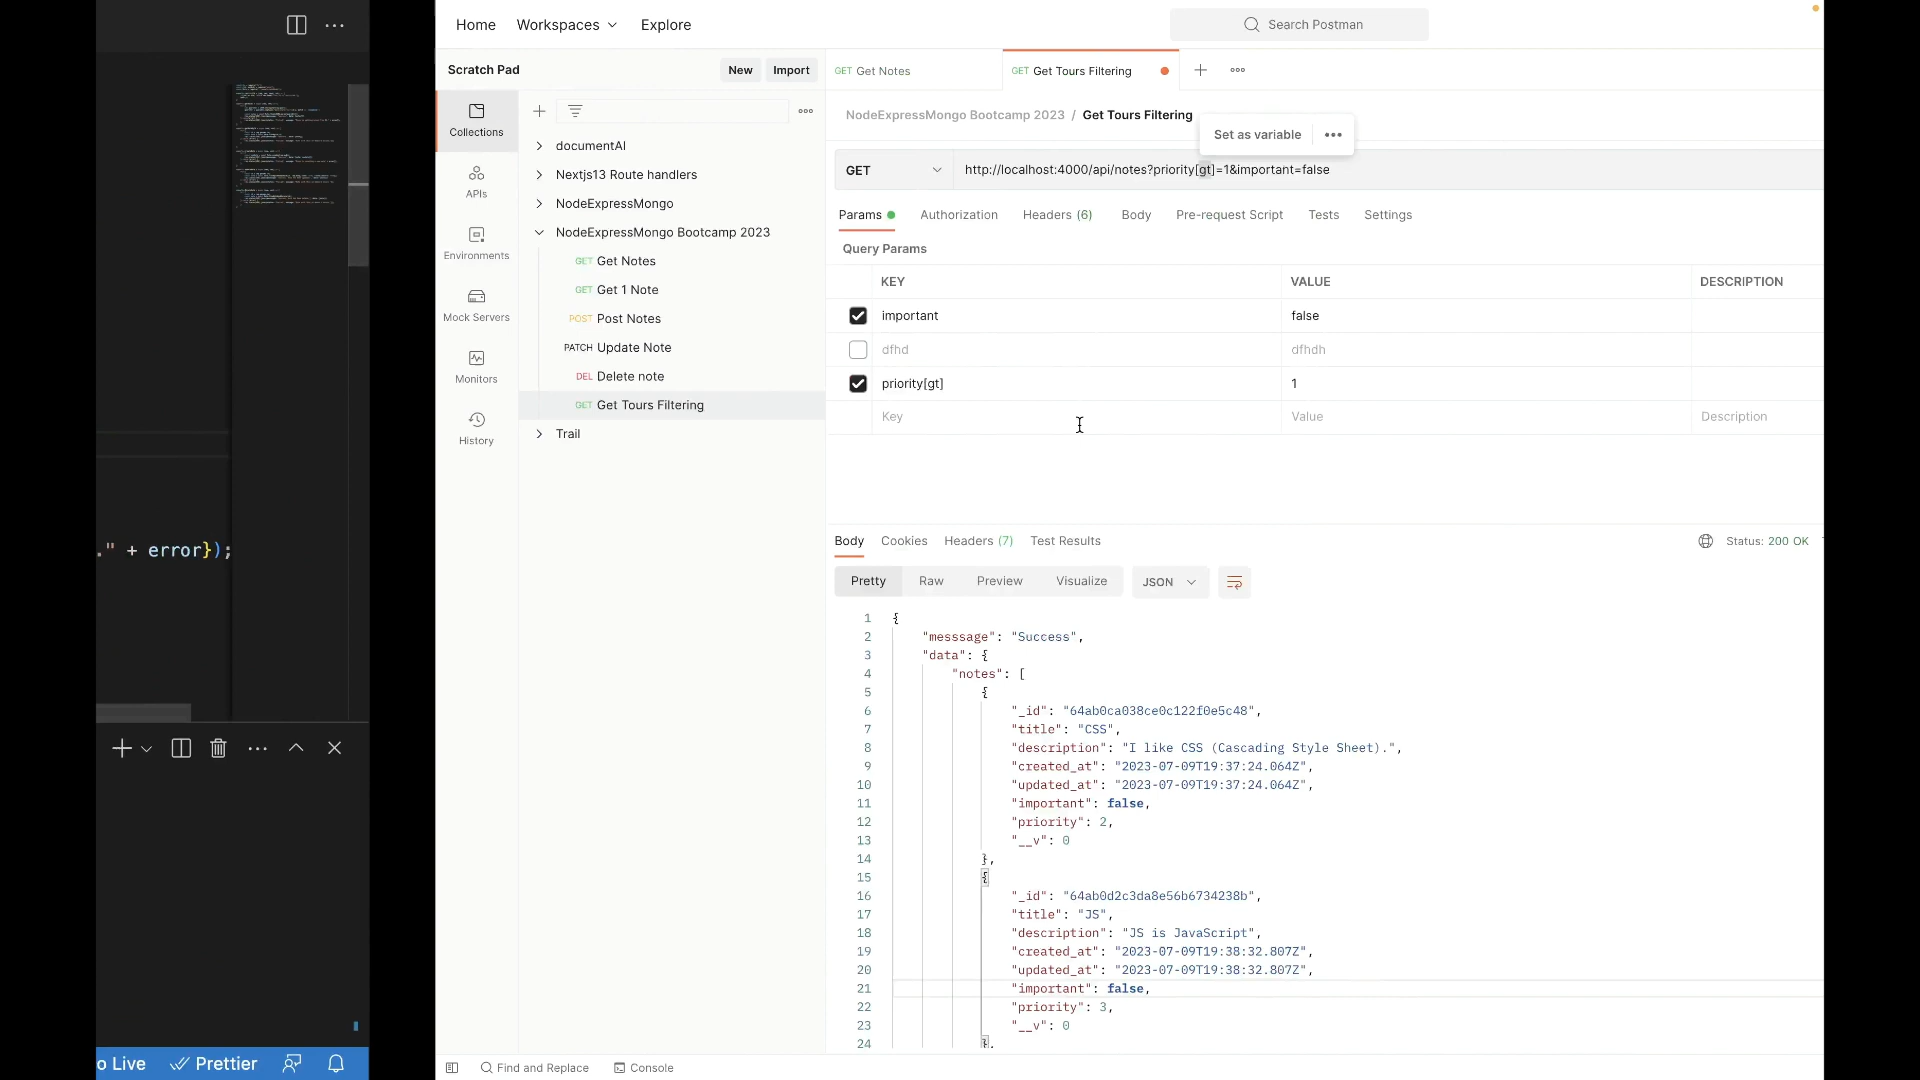 ." + error});
o Live
Prettier
Home
Workspaces
Explore
Search Postman
Scratch Pad
New
Import
GET Get Notes
GET Get Tours Filtering
Collections
APIs
Environments
Mock Servers
Monitors
History
documentAI
Nextjs13 Route handlers
NodeExpressMongo
NodeExpressMongo Bootcamp 2023
GET Get Notes
GET Get 1 Note
POST Post Notes
PATCH Update Note
DEL Delete note
GET Get Tours Filtering
Trail
NodeExpressMongo Bootcamp 2023 / Get Tours Filtering
Set as variable
GET
http://localhost:4000/api/notes?priority[gt]=1&important=false
Params
Authorization
Headers (6)
Body
Pre-request Script
Tests
Settings
Query Params
KEY
VALUE
DESCRIPTION
important
false
dfhd
dfhdh
priority[gt]
1
Key
Value
Description
Body
Cookies
Headers (7)
Test Results
Status: 200 OK
Pretty
Raw
Preview
Visualize
JSON
1 {
2 "messsage": "Success",
3 "data": {
4 "notes": [
5 {
6 "_id": "64ab0ca038ce0c122f0e5c48",
7 "title": "CSS",
8 "description": "I like CSS (Cascading Style Sheet).",
9 "created_at": "2023-07-09T19:37:24.064Z",
10 "updated_at": "2023-07-09T19:37:24.064Z",
11 "important": false,
12 "priority": 2,
13 "__v": 0
14 },
15 {
16 "_id": "64ab0d2c3da8e56b6734238b",
17 "title": "JS",
18 "description": "JS is JavaScript",
19 "created_at": "2023-07-09T19:38:32.807Z",
20 "updated_at": "2023-07-09T19:38:32.807Z",
21 "important": false,
22 "priority": 3,
23 "__v": 0
24 },
Find and Replace
Console